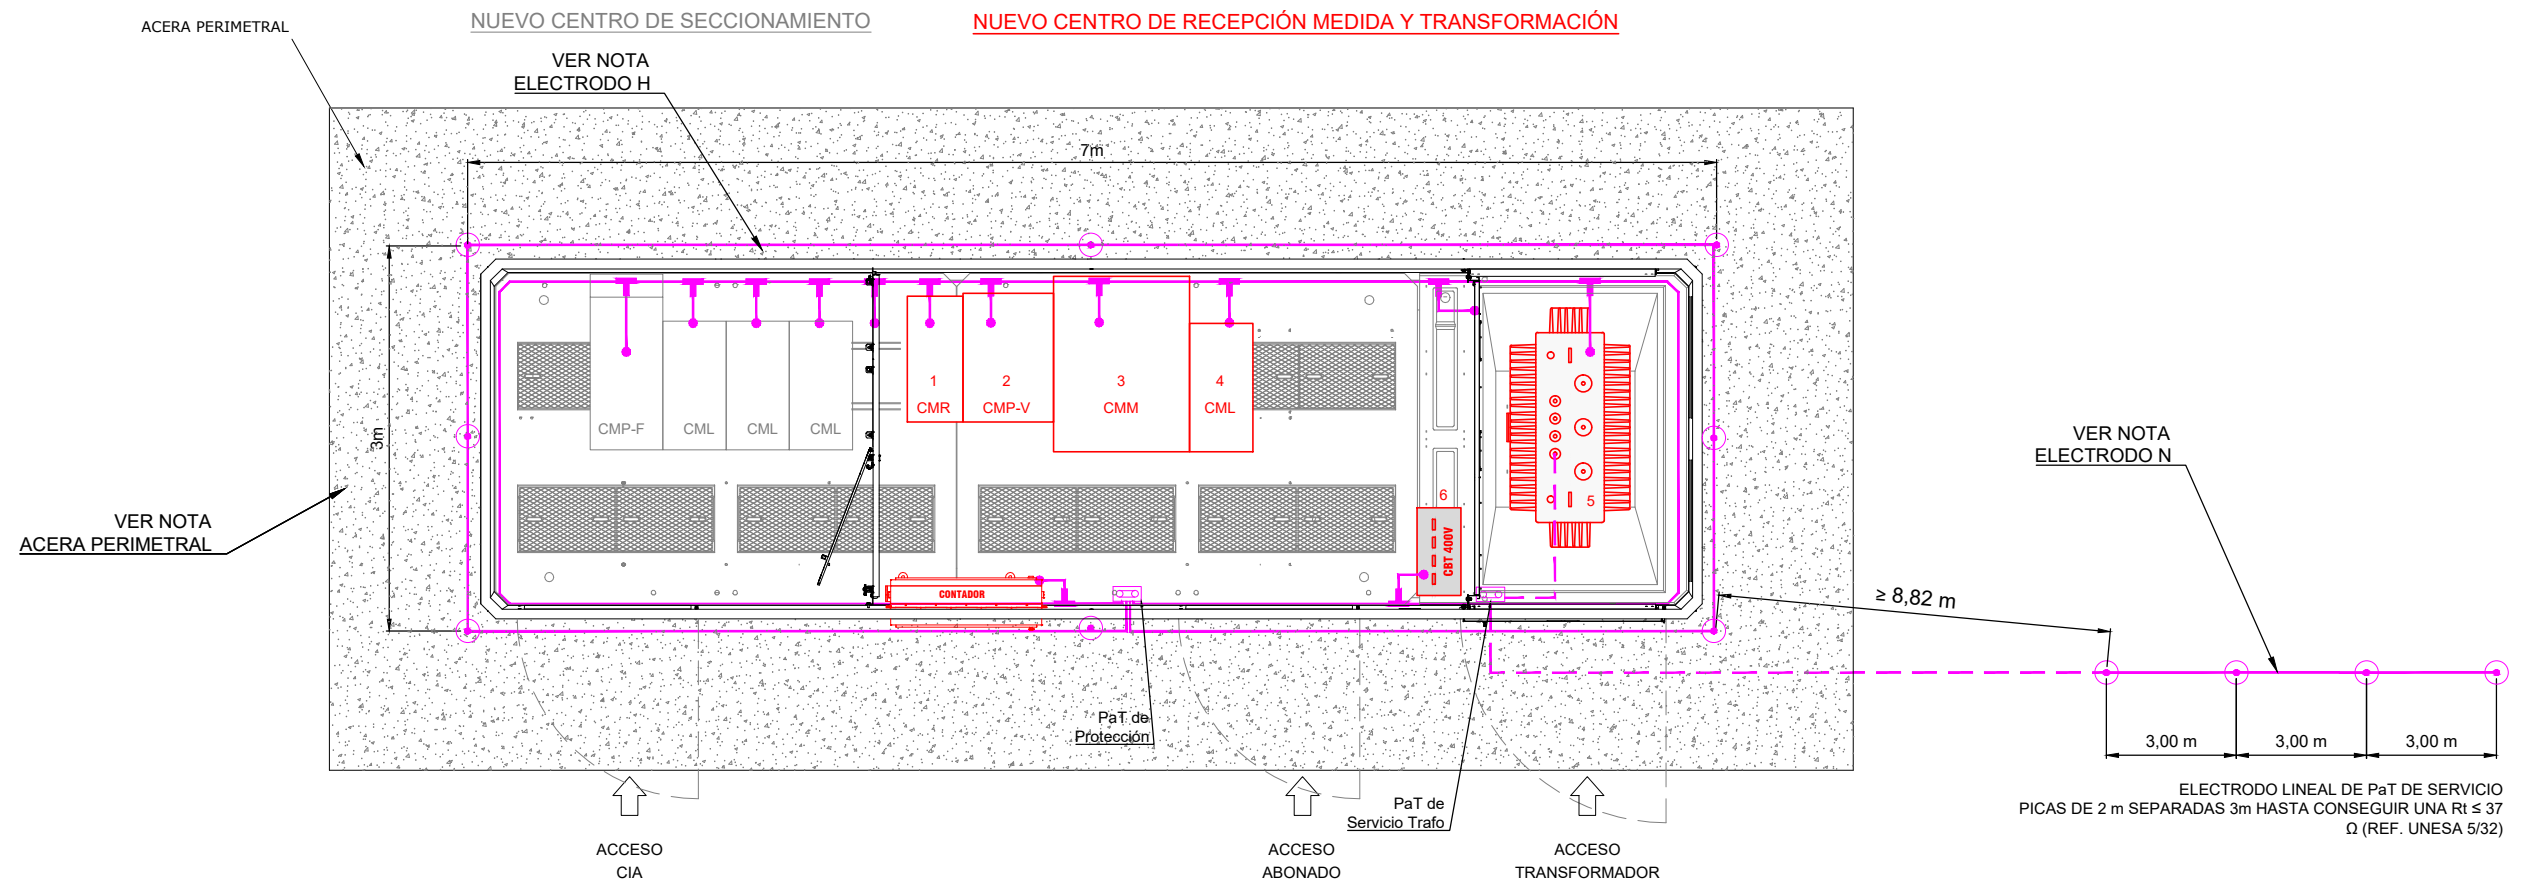 NUEVO CENTRO DE SECCIONAMIENTO
NUEVO CENTRO DE RECEPCIÓN MEDIDA Y TRANSFORMACIÓN
ACERA PERIMETRAL
VER NOTA
ELECTRODO H
7m
3m
VER NOTA
ACERA PERIMETRAL
CMP-F
CML
CML
CML
1
CMR
2
CMP-V
3
CMM
4
CML
5
6
CBT 400V
CONTADOR
VER NOTA
ELECTRODO N
≥ 8,82 m
PaT de
Protección
PaT de
Servicio Trafo
3,00 m
3,00 m
3,00 m
ELECTRODO LINEAL DE PaT DE SERVICIO
PICAS DE 2 m SEPARADAS 3m HASTA CONSEGUIR UNA Rt ≤ 37
Ω (REF. UNESA 5/32)
ACCESO
CIA
ACCESO
ABONADO
ACCESO
TRANSFORMADOR